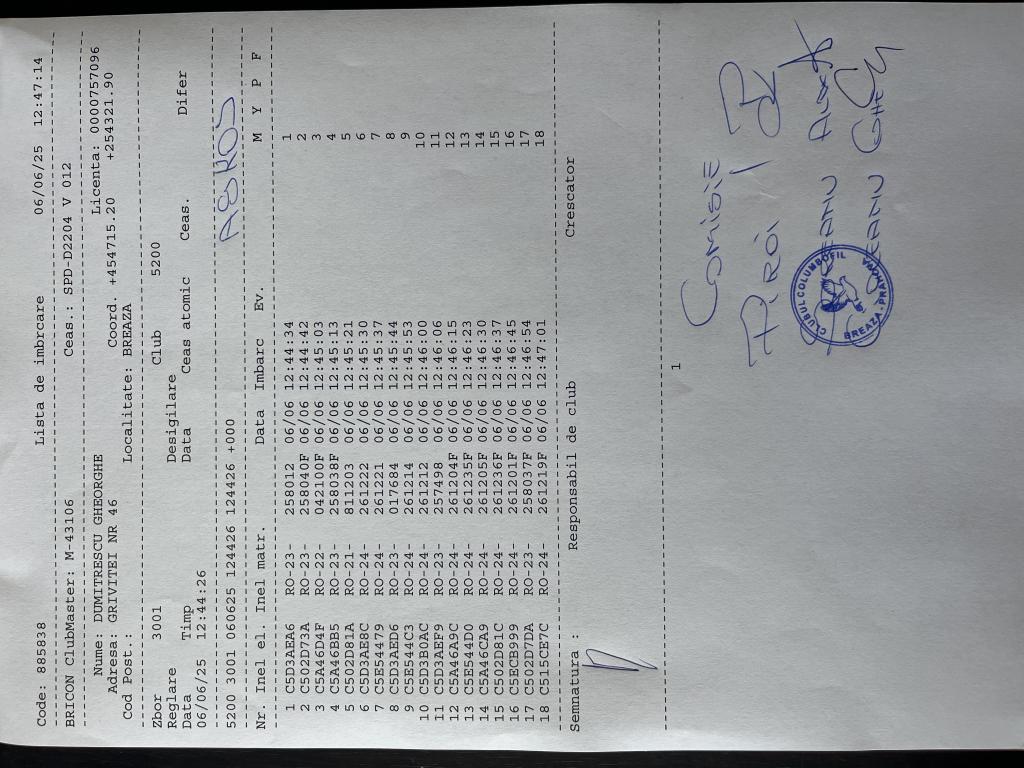 Code: 885838 Lista de imbrcare 06/06/25 12:47:14
BRICON ClubMaster: M-43106 Ceas.: SPD-D2204 V 012
Nume: DUMITRESCU GHEORGHE Licenta: 0000757096
Adresa: GRIVITEI NR 46 Coord. +454715.20 +254321.90
Cod Post.: Localitate: BREAZA
Zbor 3001 Club 5200
Reglare Desigilare
Data Timp Data Ceas atomic Ceas. Difer
06/06/25 12:44:26
5200 3001 060625 124426 124426 +000
Nr. Inel el. Inel matr. Data Imbarc Ev. M Y P F
1 C5D3AEA6 RO-23- 258012 06/06 12:44:34 1
2 C502D73A RO-23- 258040F 06/06 12:44:42 2
3 C5A46D4F RO-22- 042100F 06/06 12:45:03 3
4 C5A46BB5 RO-23- 258038F 06/06 12:45:13 4
5 C502D81A RO-21- 811203 06/06 12:45:21 5
6 C5D3AE8C RO-24- 261222 06/06 12:45:30 6
7 C5E54479 RO-24- 261221 06/06 12:45:37 7
8 C5D3AED6 RO-23- 017684 06/06 12:45:44 8
9 C5E544C3 RO-24- 261214 06/06 12:45:53 9
10 C5D3B0AC RO-24- 261212 06/06 12:46:00 10
11 C5D3AEF9 RO-23- 257498 06/06 12:46:06 11
12 C5A46A9C RO-24- 261204F 06/06 12:46:15 12
13 C5E544D0 RO-24- 261235F 06/06 12:46:23 13
14 C5A46CA9 RO-24- 261205F 06/06 12:46:30 14
15 C502D81C RO-24- 261236F 06/06 12:46:37 15
16 C5ECB999 RO-24- 261201F 06/06 12:46:45 16
17 C502D7DA RO-23- 258037F 06/06 12:46:54 17
18 C515CE7C RO-24- 261219F 06/06 12:47:01 18
Semnatura : Responsabil de club Crescator
1
COMISIE
PIROI
CLUBUL COLUMBOFIL
BREAZA-PRAHOVA